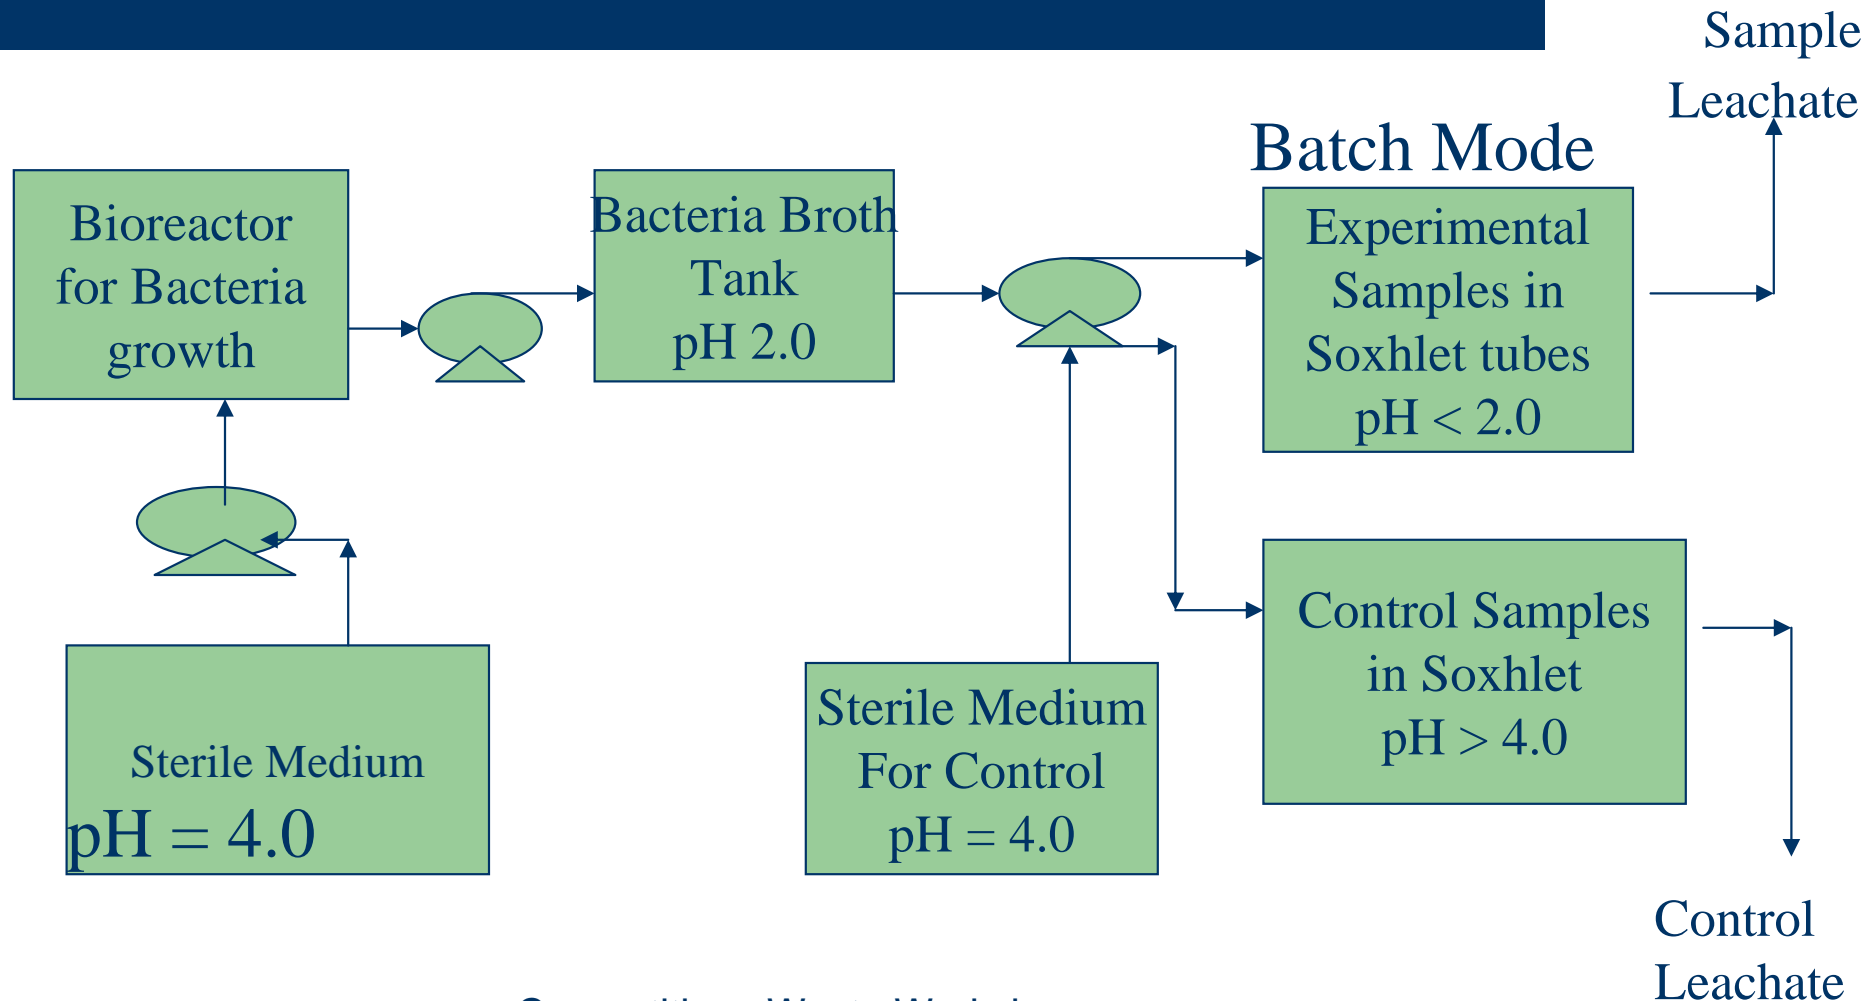 Sample
Leachate
Batch Mode
Bioreactor
for Bacteria
growth
Bacteria Broth
Tank
pH 2.0
Experimental
Samples in
Soxhlet tubes
pH < 2.0
Sterile Medium
pH = 4.0
Sterile Medium
For Control
pH = 4.0
Control Samples
in Soxhlet
pH > 4.0
Control
Leachate